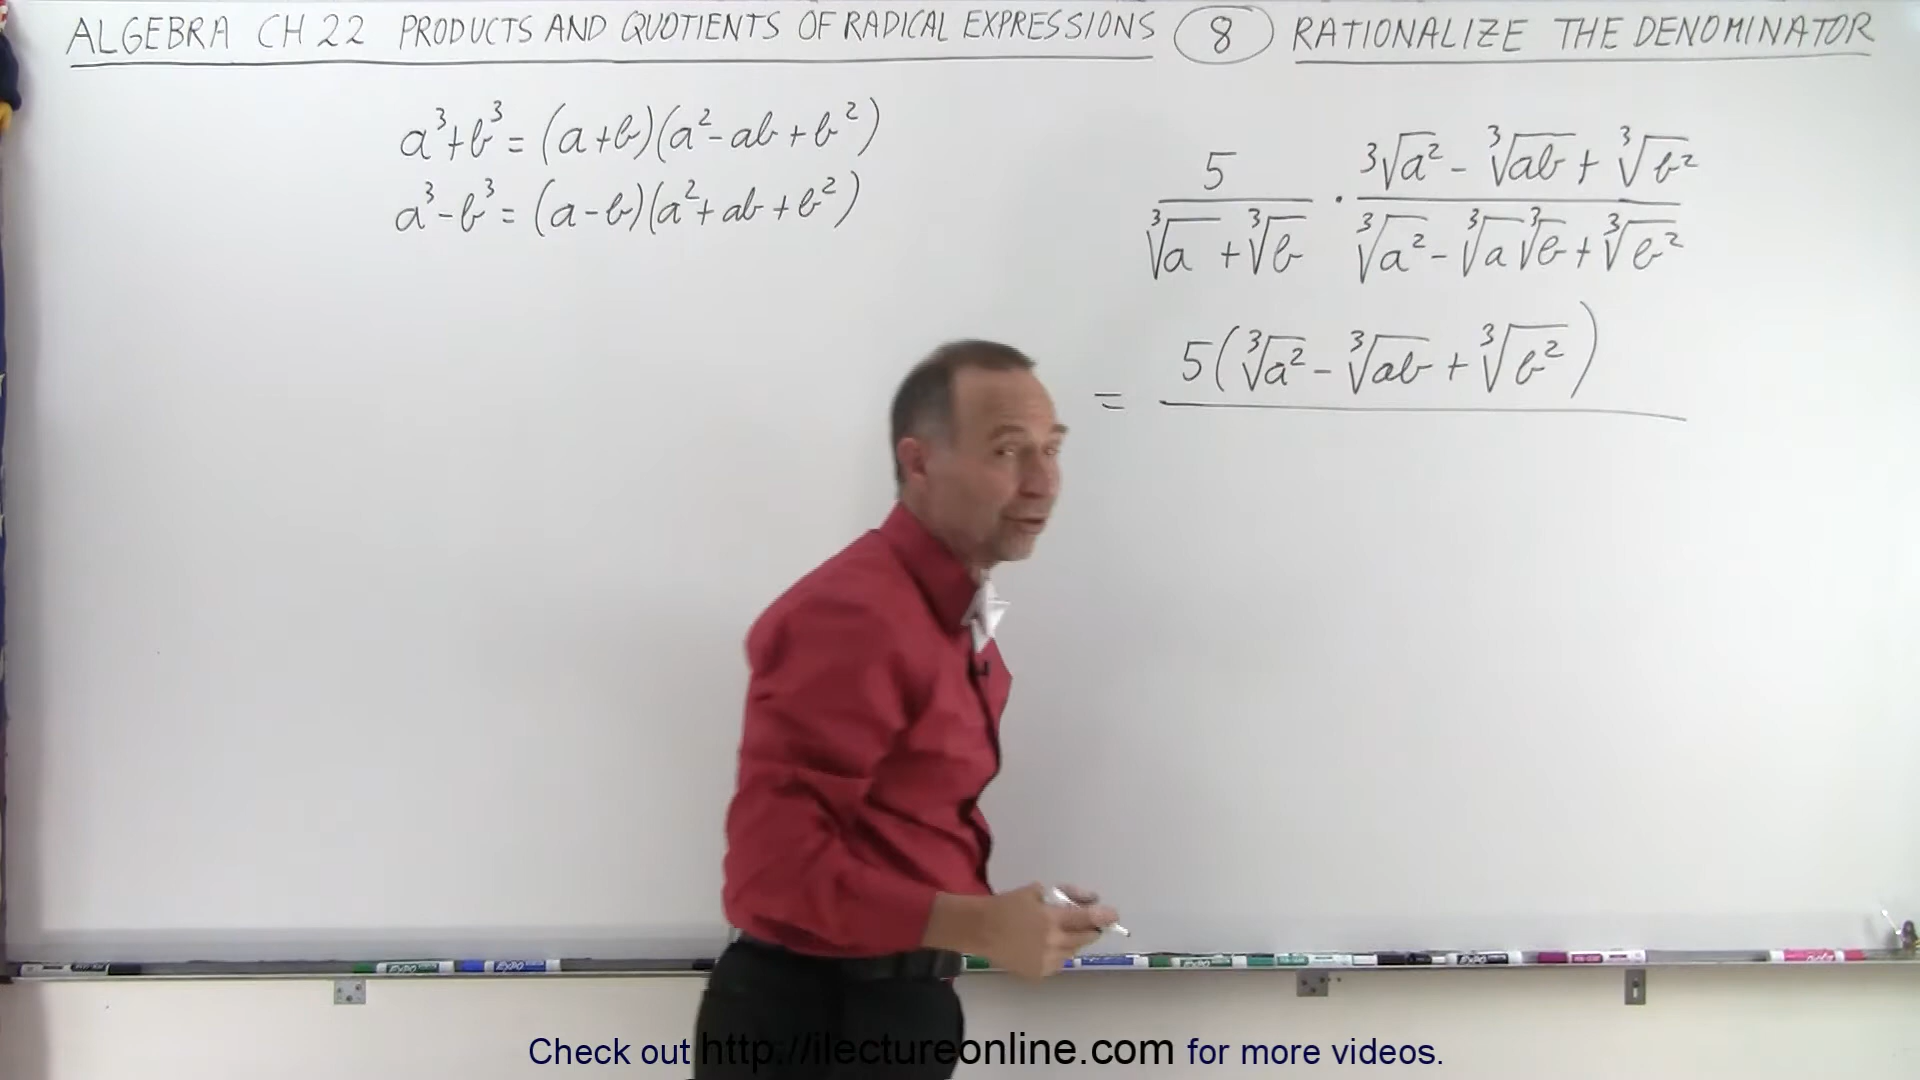 ALGEBRA CH 22 PRODUCTS AND QUOTIENTS OF RADICAL EXPRESSIONS 8 RATIONALIZE THE DENOMINATOR
a³+b³ = (a+b)(a²-ab+b²)
a³-b³ = (a-b)(a²+ab+b²)
5 / (∛a + ∛b) · (∛a² - ∛ab + ∛b²) / (∛a² - ∛a ∛b + ∛b²)
= 5(∛a² - ∛ab + ∛b²)
EXPO EXPO
Check out http://ilectureonline.com for more videos.